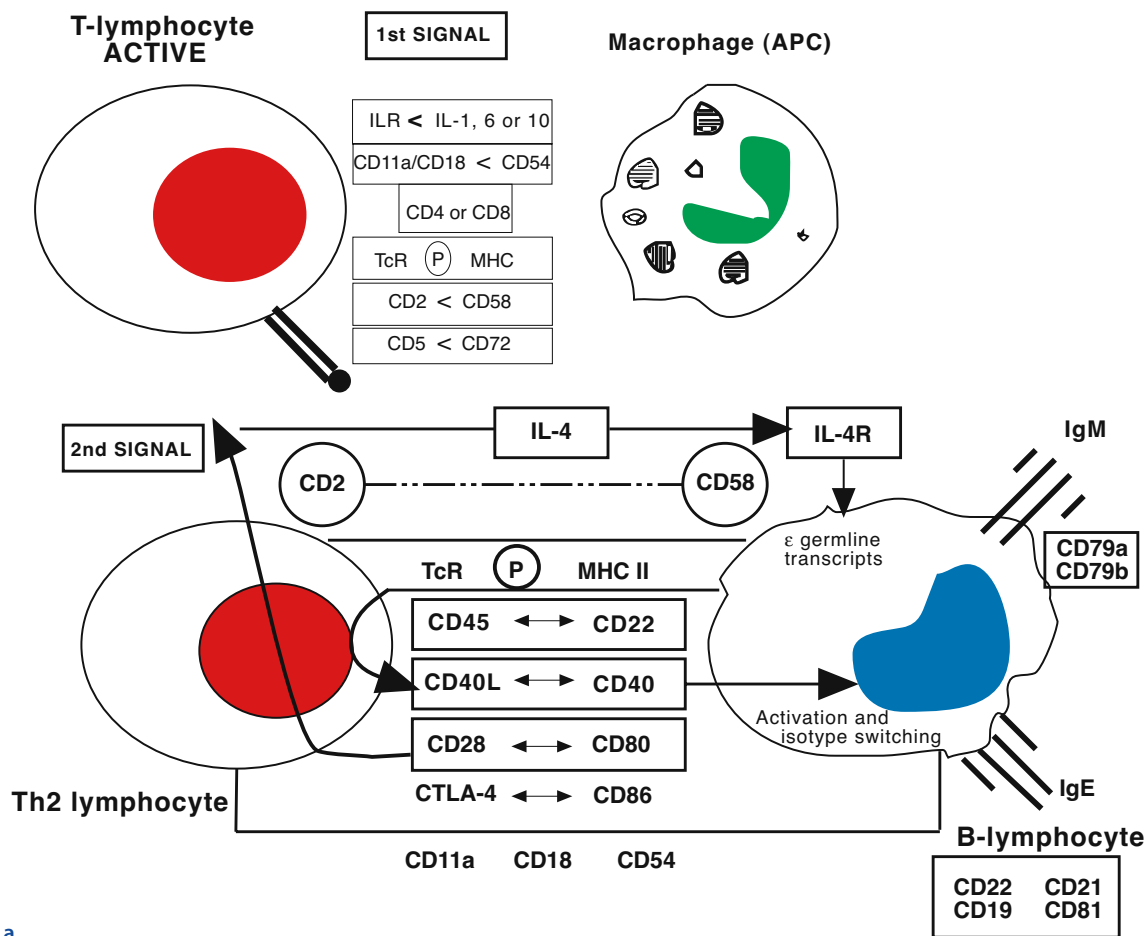 T-lymphocyte
ACTIVE
1st SIGNAL
Macrophage (APC)
ILR < IL-1, 6 or 10
CD11a/CD18 < CD54
CD4 or CD8
TcR P MHC
CD2 < CD58
CD5 < CD72
2nd SIGNAL
IL-4
IL-4R
IgM
CD2
CD58
ε germline
transcripts
CD79a
CD79b
TcR P MHC II
CD45 CD22
CD40L CD40
Activation and
isotype switching
CD28 CD80
CTLA-4 CD86
Th2 lymphocyte
IgE
B-lymphocyte
CD11a CD18 CD54
CD22 CD21
CD19 CD81
a